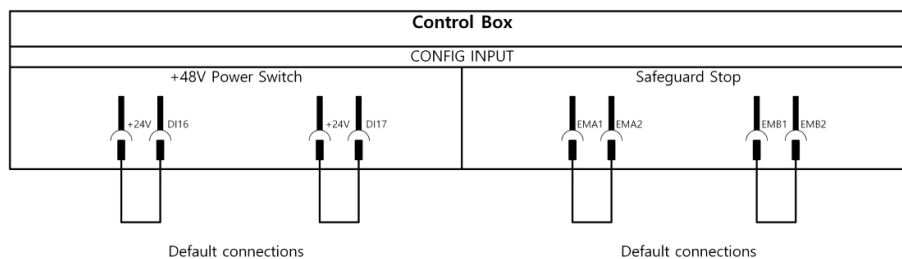 Control Box
CONFIG INPUT
+48V Power Switch Safeguard Stop
+24V DI16 +24V DI17 EMA1 EMA2 EMB1 EMB2
Default connections Default connections